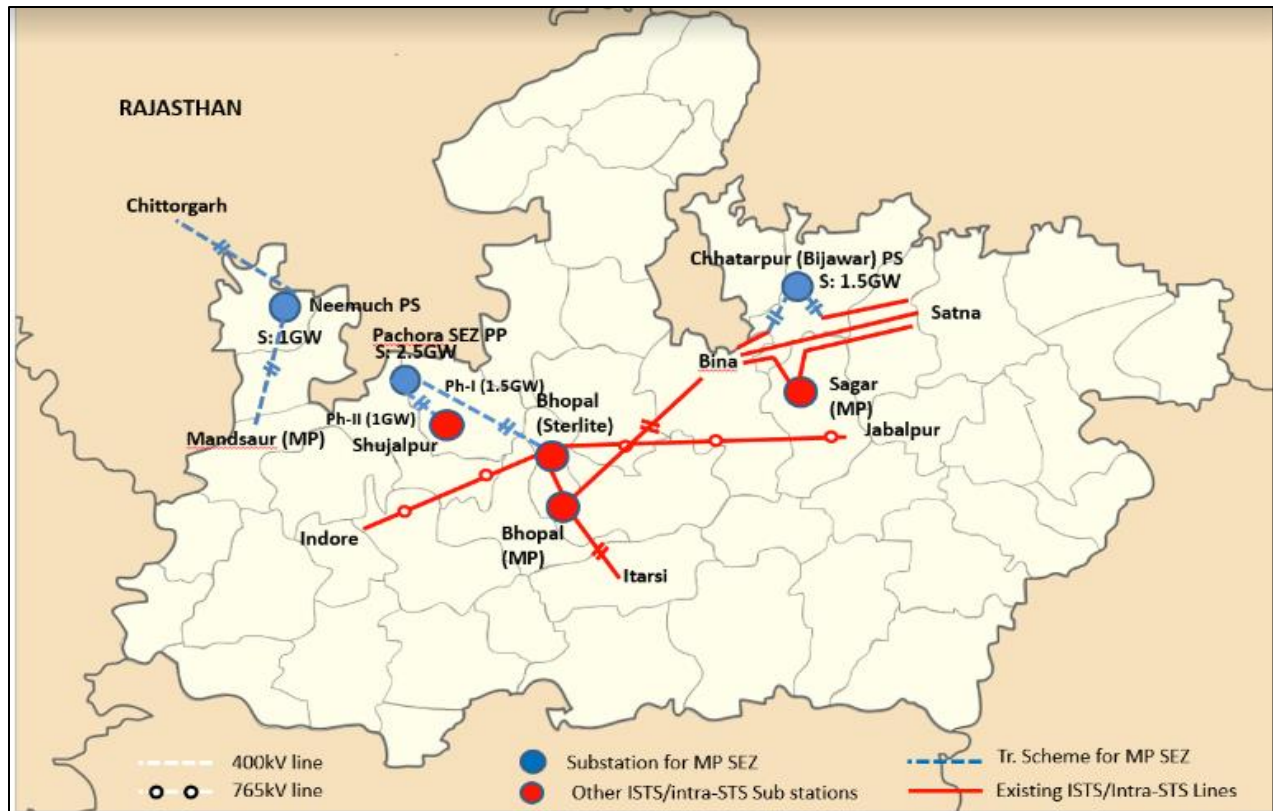 RAJASTHAN
Chittorgarh
Neemuch PS
S: 1GW
Mandsaur (MP)
Pachora SEZ PP
S: 2.5GW
Ph-I (1.5GW)
Ph-II (1GW)
Shujalpur
Bhopal
(Sterlite)
Indore
Bhopal
(MP)
Itarsi
Chhatarpur (Bijawar) PS
S: 1.5GW
Satna
Bina
Sagar
(MP)
Jabalpur
400kV line
765kV line
Substation for MP SEZ
Other ISTS/intra-STS Sub stations
Tr. Scheme for MP SEZ
Existing ISTS/Intra-STS Lines